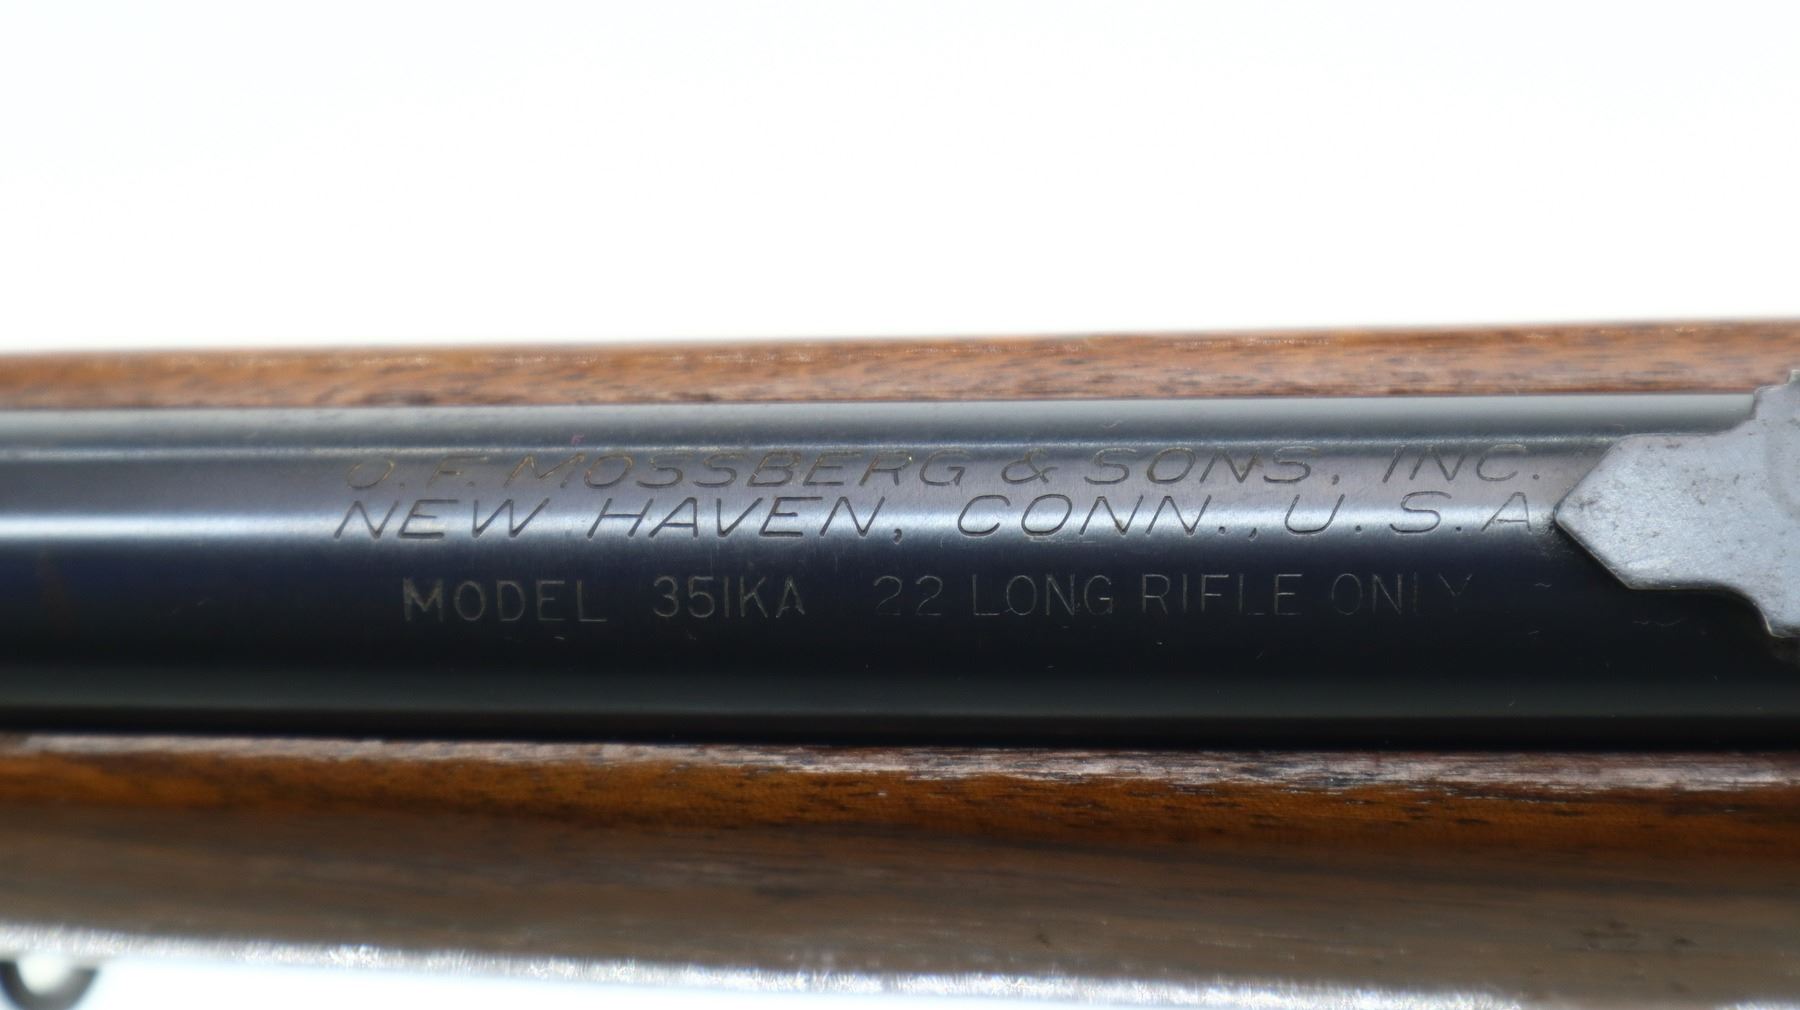 O. F. MOSSBERG & SONS, INC.
NEW HAVEN, CONN., U.S.A
MODEL 351KA 22 LONG RIFLE ONLY